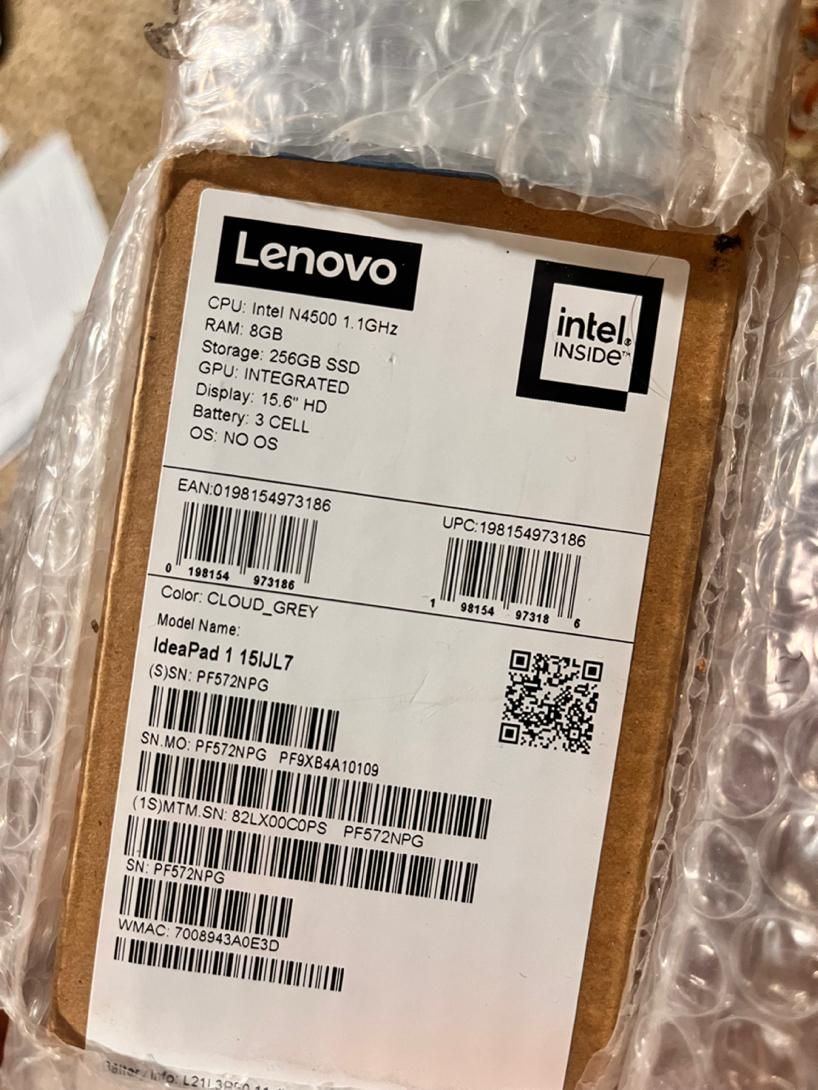 Lenovo
CPU: Intel N4500 1.1GHz
RAM: 8GB
Storage: 256GB SSD
GPU: INTEGRATED
Display: 15.6" HD
Battery: 3 CELL
OS: NO OS
intel.
INSIDE™
EAN:0198154973186
0 198154 973186
UPC:198154973186
1 98154 97318 6
Color: CLOUD_GREY
Model Name:
IdeaPad 1 15IJL7
(S)SN: PF572NPG
SN.MO: PF572NPG PF9XB4A10109
(1S)MTM.SN: 82LX00C0PS PF572NPG
SN: PF572NPG
WMAC: 7008943A0E3D
Battery Info: